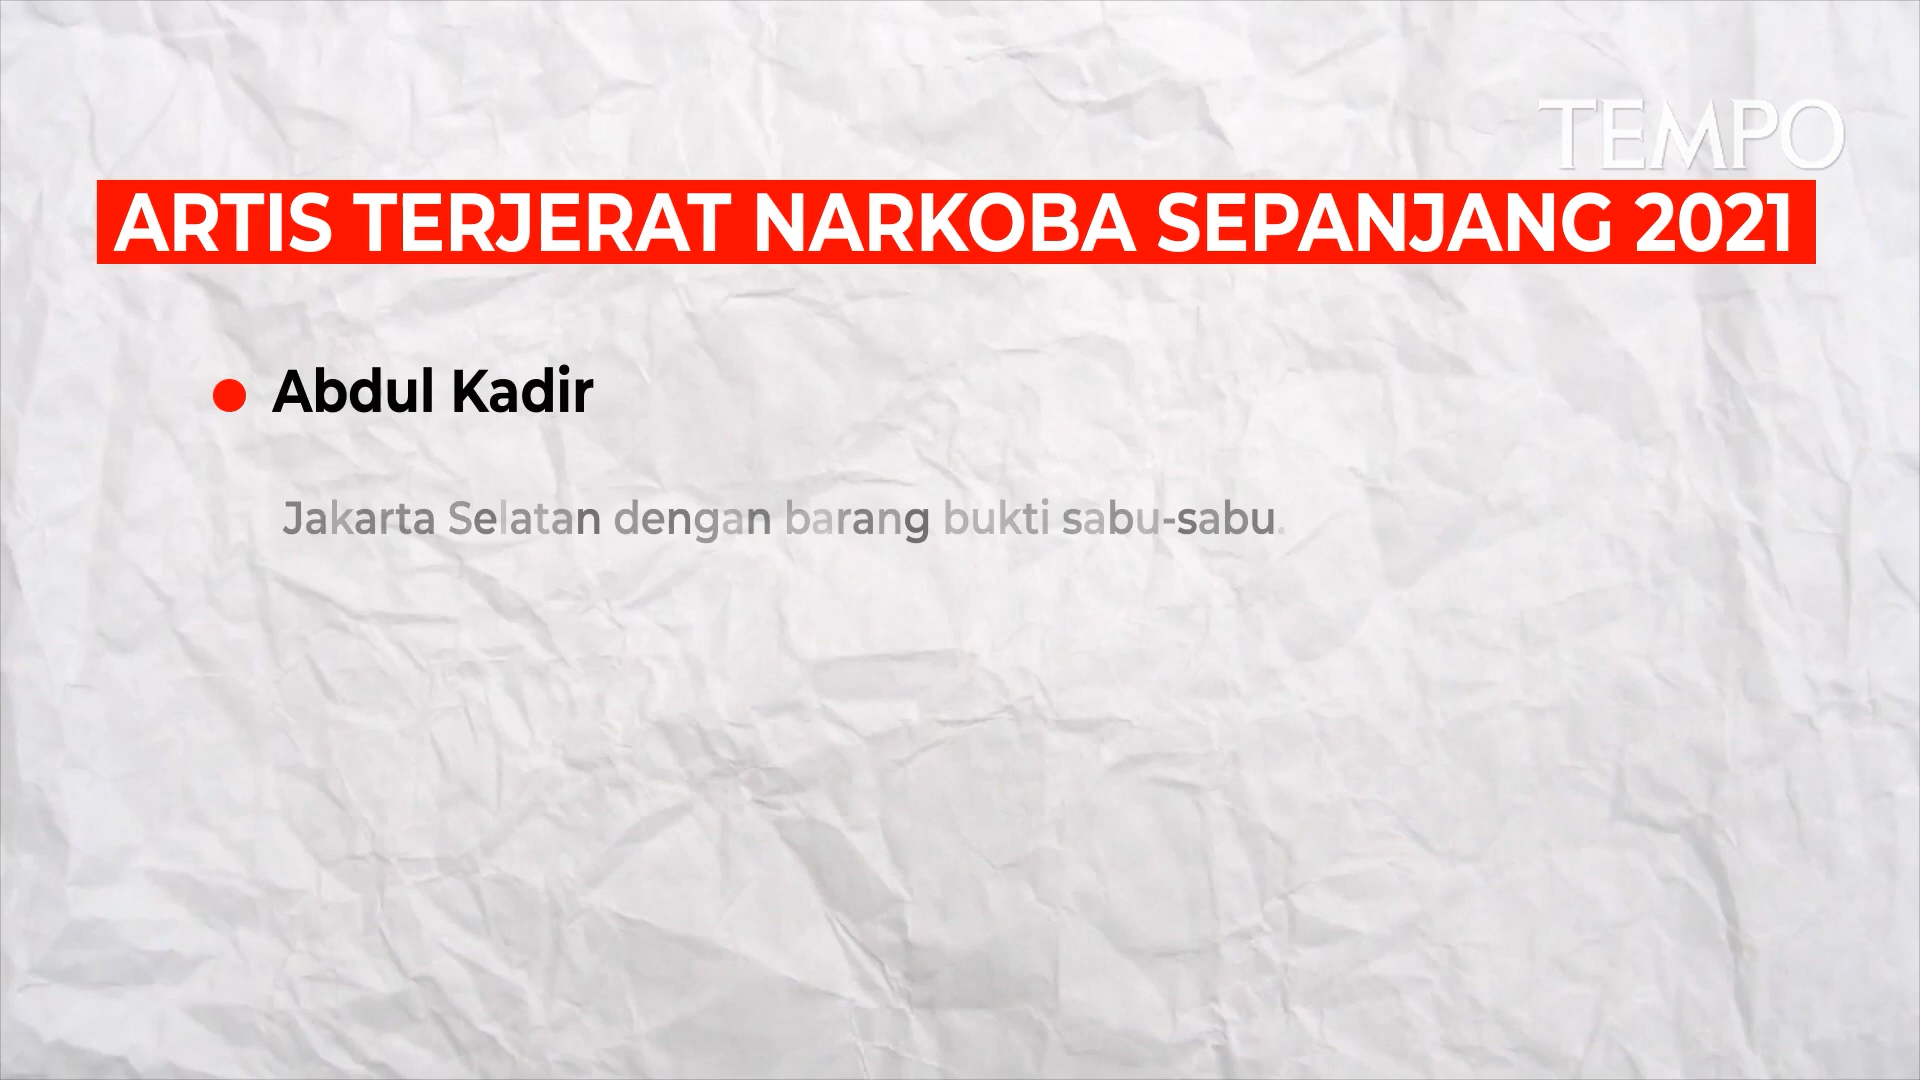 TEMPO
ARTIS TERJERAT NARKOBA SEPANJANG 2021
Abdul Kadir
Jakarta Selatan dengan barang bukti sabu-sabu.